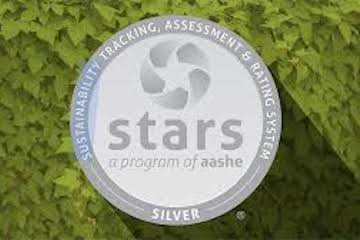 SUSTAINABILITY TRACKING, ASSESSMENT & RATING SYSTEM
stars
a program of aashe
SILVER
®